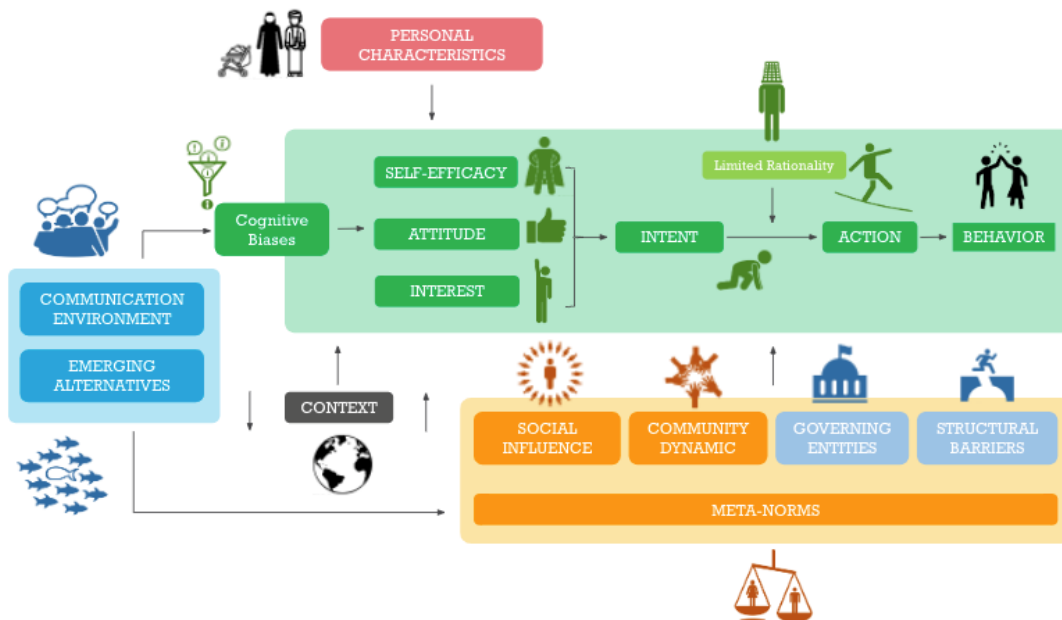 PERSONAL
CHARACTERISTICS
Limited Rationality
SELF-EFFICACY
Cognitive
Biases
ATTITUDE
INTENT
ACTION
BEHAVIOR
INTEREST
COMMUNICATION
ENVIRONMENT
EMERGING
ALTERNATIVES
CONTEXT
SOCIAL
INFLUENCE
COMMUNITY
DYNAMIC
GOVERNING
ENTITIES
STRUCTURAL
BARRIERS
META-NORMS